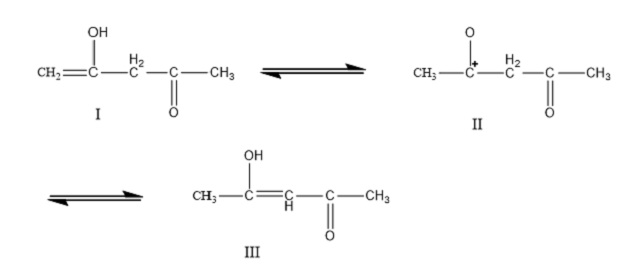 OH
O
CH₂=C-C-C-CH₃
H₂
O
I
CH₃-C-C-C-CH₃
+
H₂
O
II
OH
CH₃-C=C-C-CH₃
H
O
III